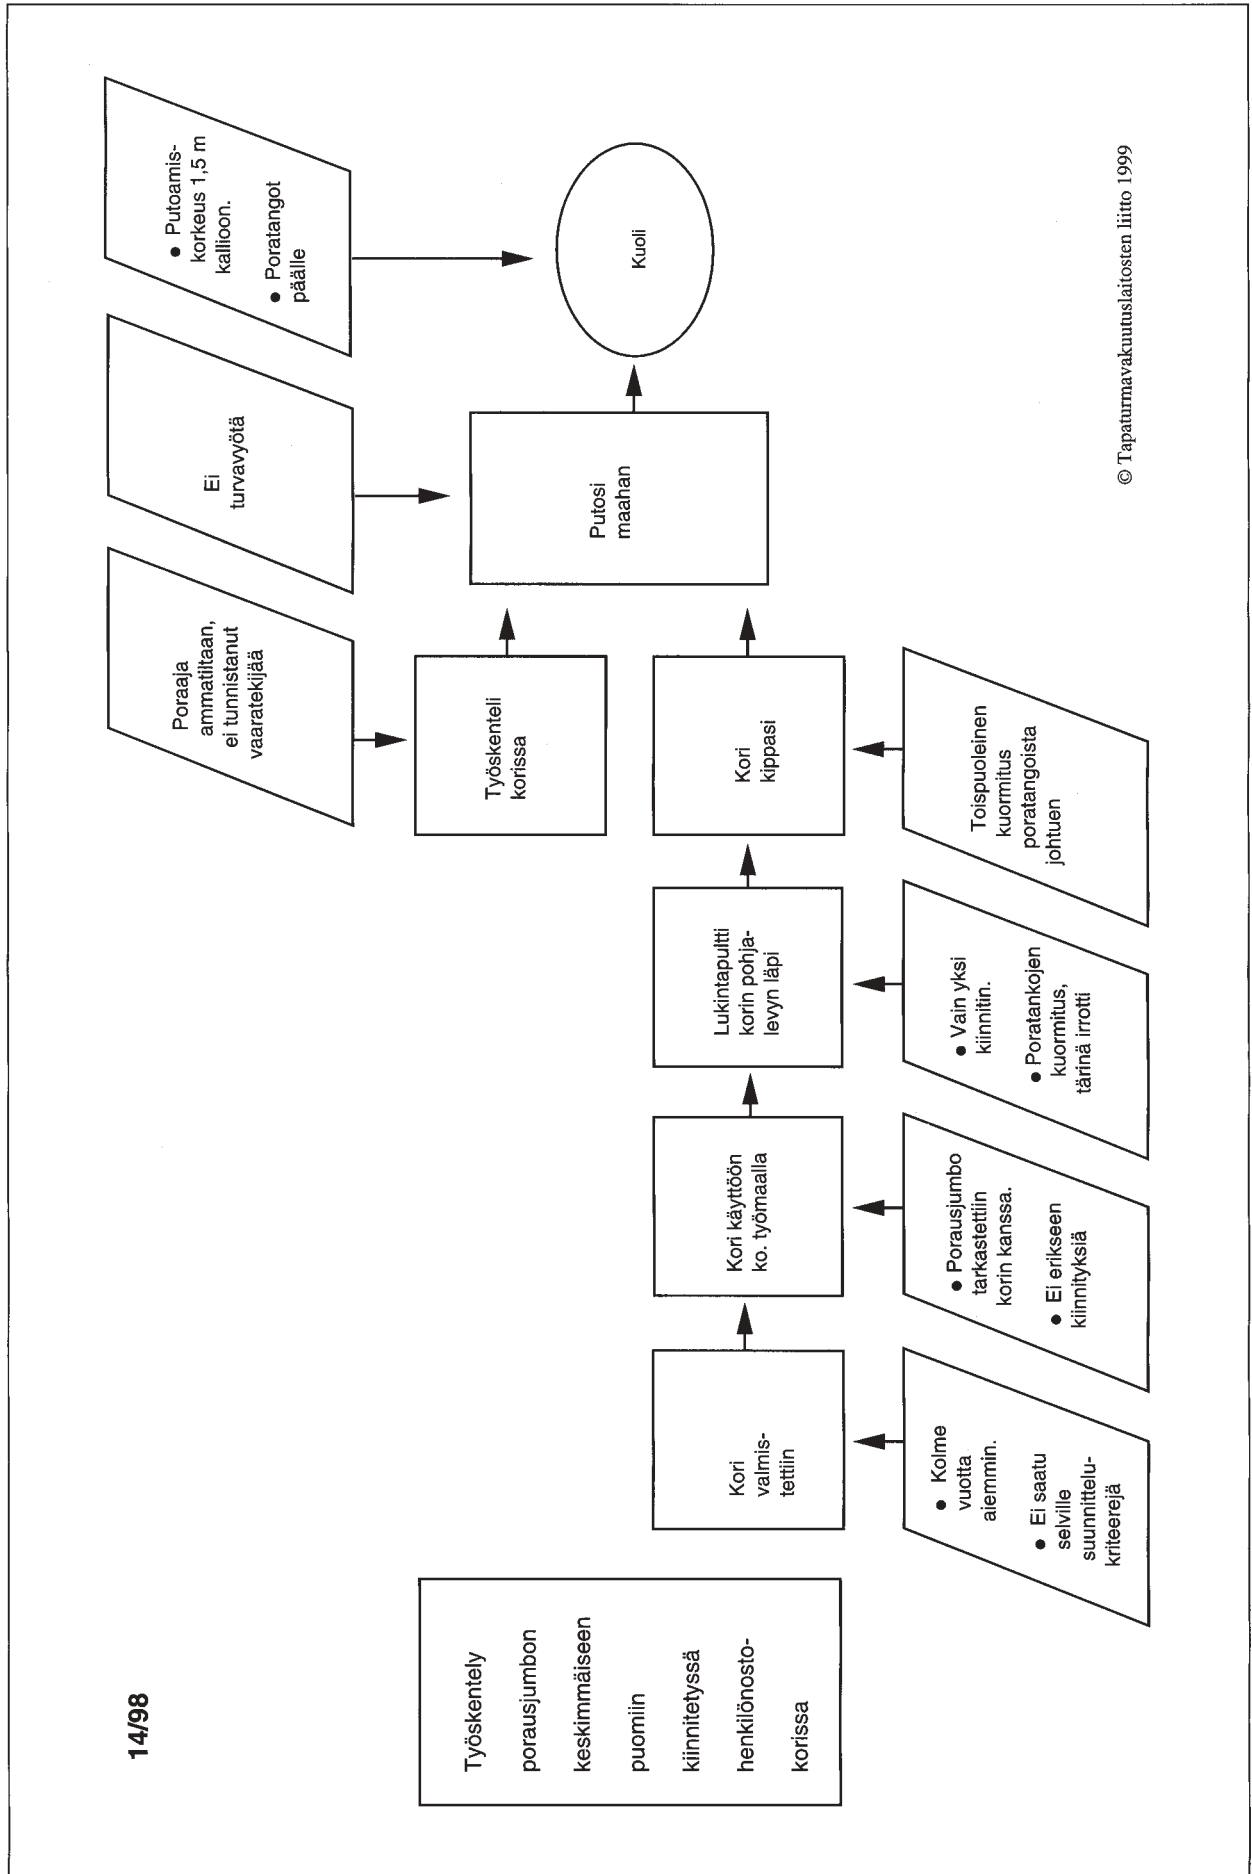 14/98
Työskentely
porausjumbon
keskimmäiseen
puomiin
kiinnitetyssä
henkilönosto-
korissa
Poraaja
ammatiltaan,
ei tunnistanut
vaaratekijää
Ei
turvavyötä
● Putoamis-
korkeus 1,5 m
kallioon.
● Poratangot
päälle
Työskenteli
korissa
Putosi
maahan
Kuoli
Kori
valmis-
tettiin
Kori käyttöön
ko. työmaalla
Lukintapultti
korin pohja-
levyn läpi
Kori
kippasi
● Kolme
vuotta
aiemmin.
● Ei saatu
selville
suunnittelu-
kriteerejä
● Porausjumbo
tarkastettiin
korin kanssa.
● Ei erikseen
kiinnityksiä
● Vain yksi
kiinnitin.
● Poratankojen
kuormitus,
tärinä irrotti
Toispuoleinen
kuormitus
poratangoista
johtuen
© Tapaturmavakuutuslaitosten liitto 1999